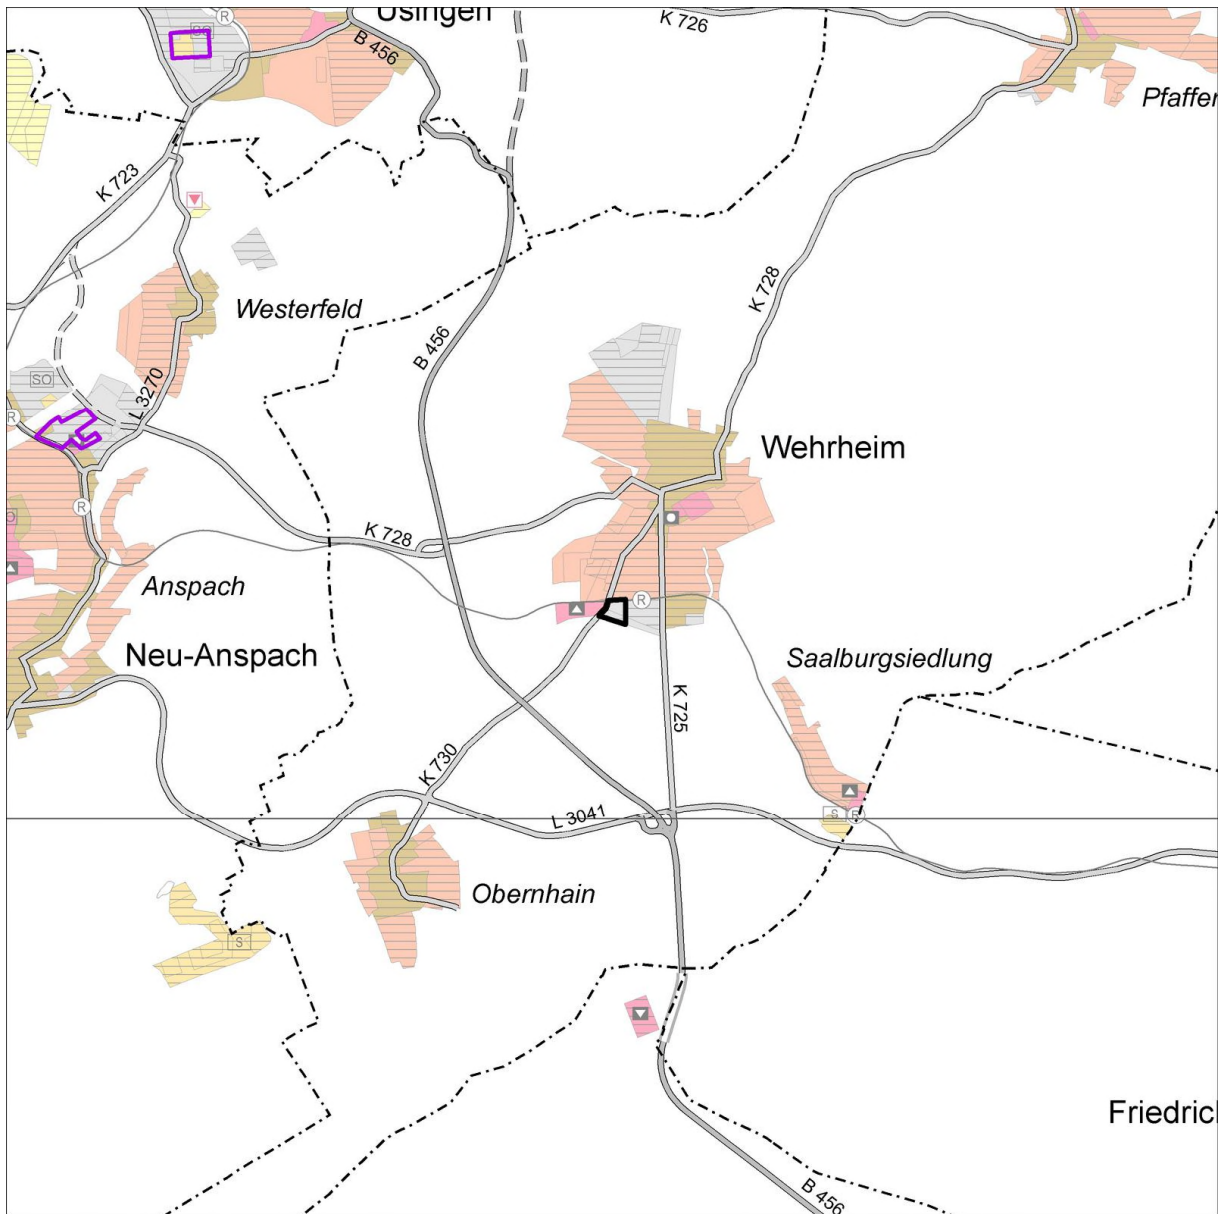 Usingen
R
SO
B 456
K 726
Pfaffen
K 723
Westerfeld
K 728
B 456
SO
L 3270
R
Wehrheim
R
K 728
Anspach
R
Neu-Anspach
Saalburgsiedlung
K 725
K 730
L 3041
S
R
Obernhain
S
Friedrich
B 456